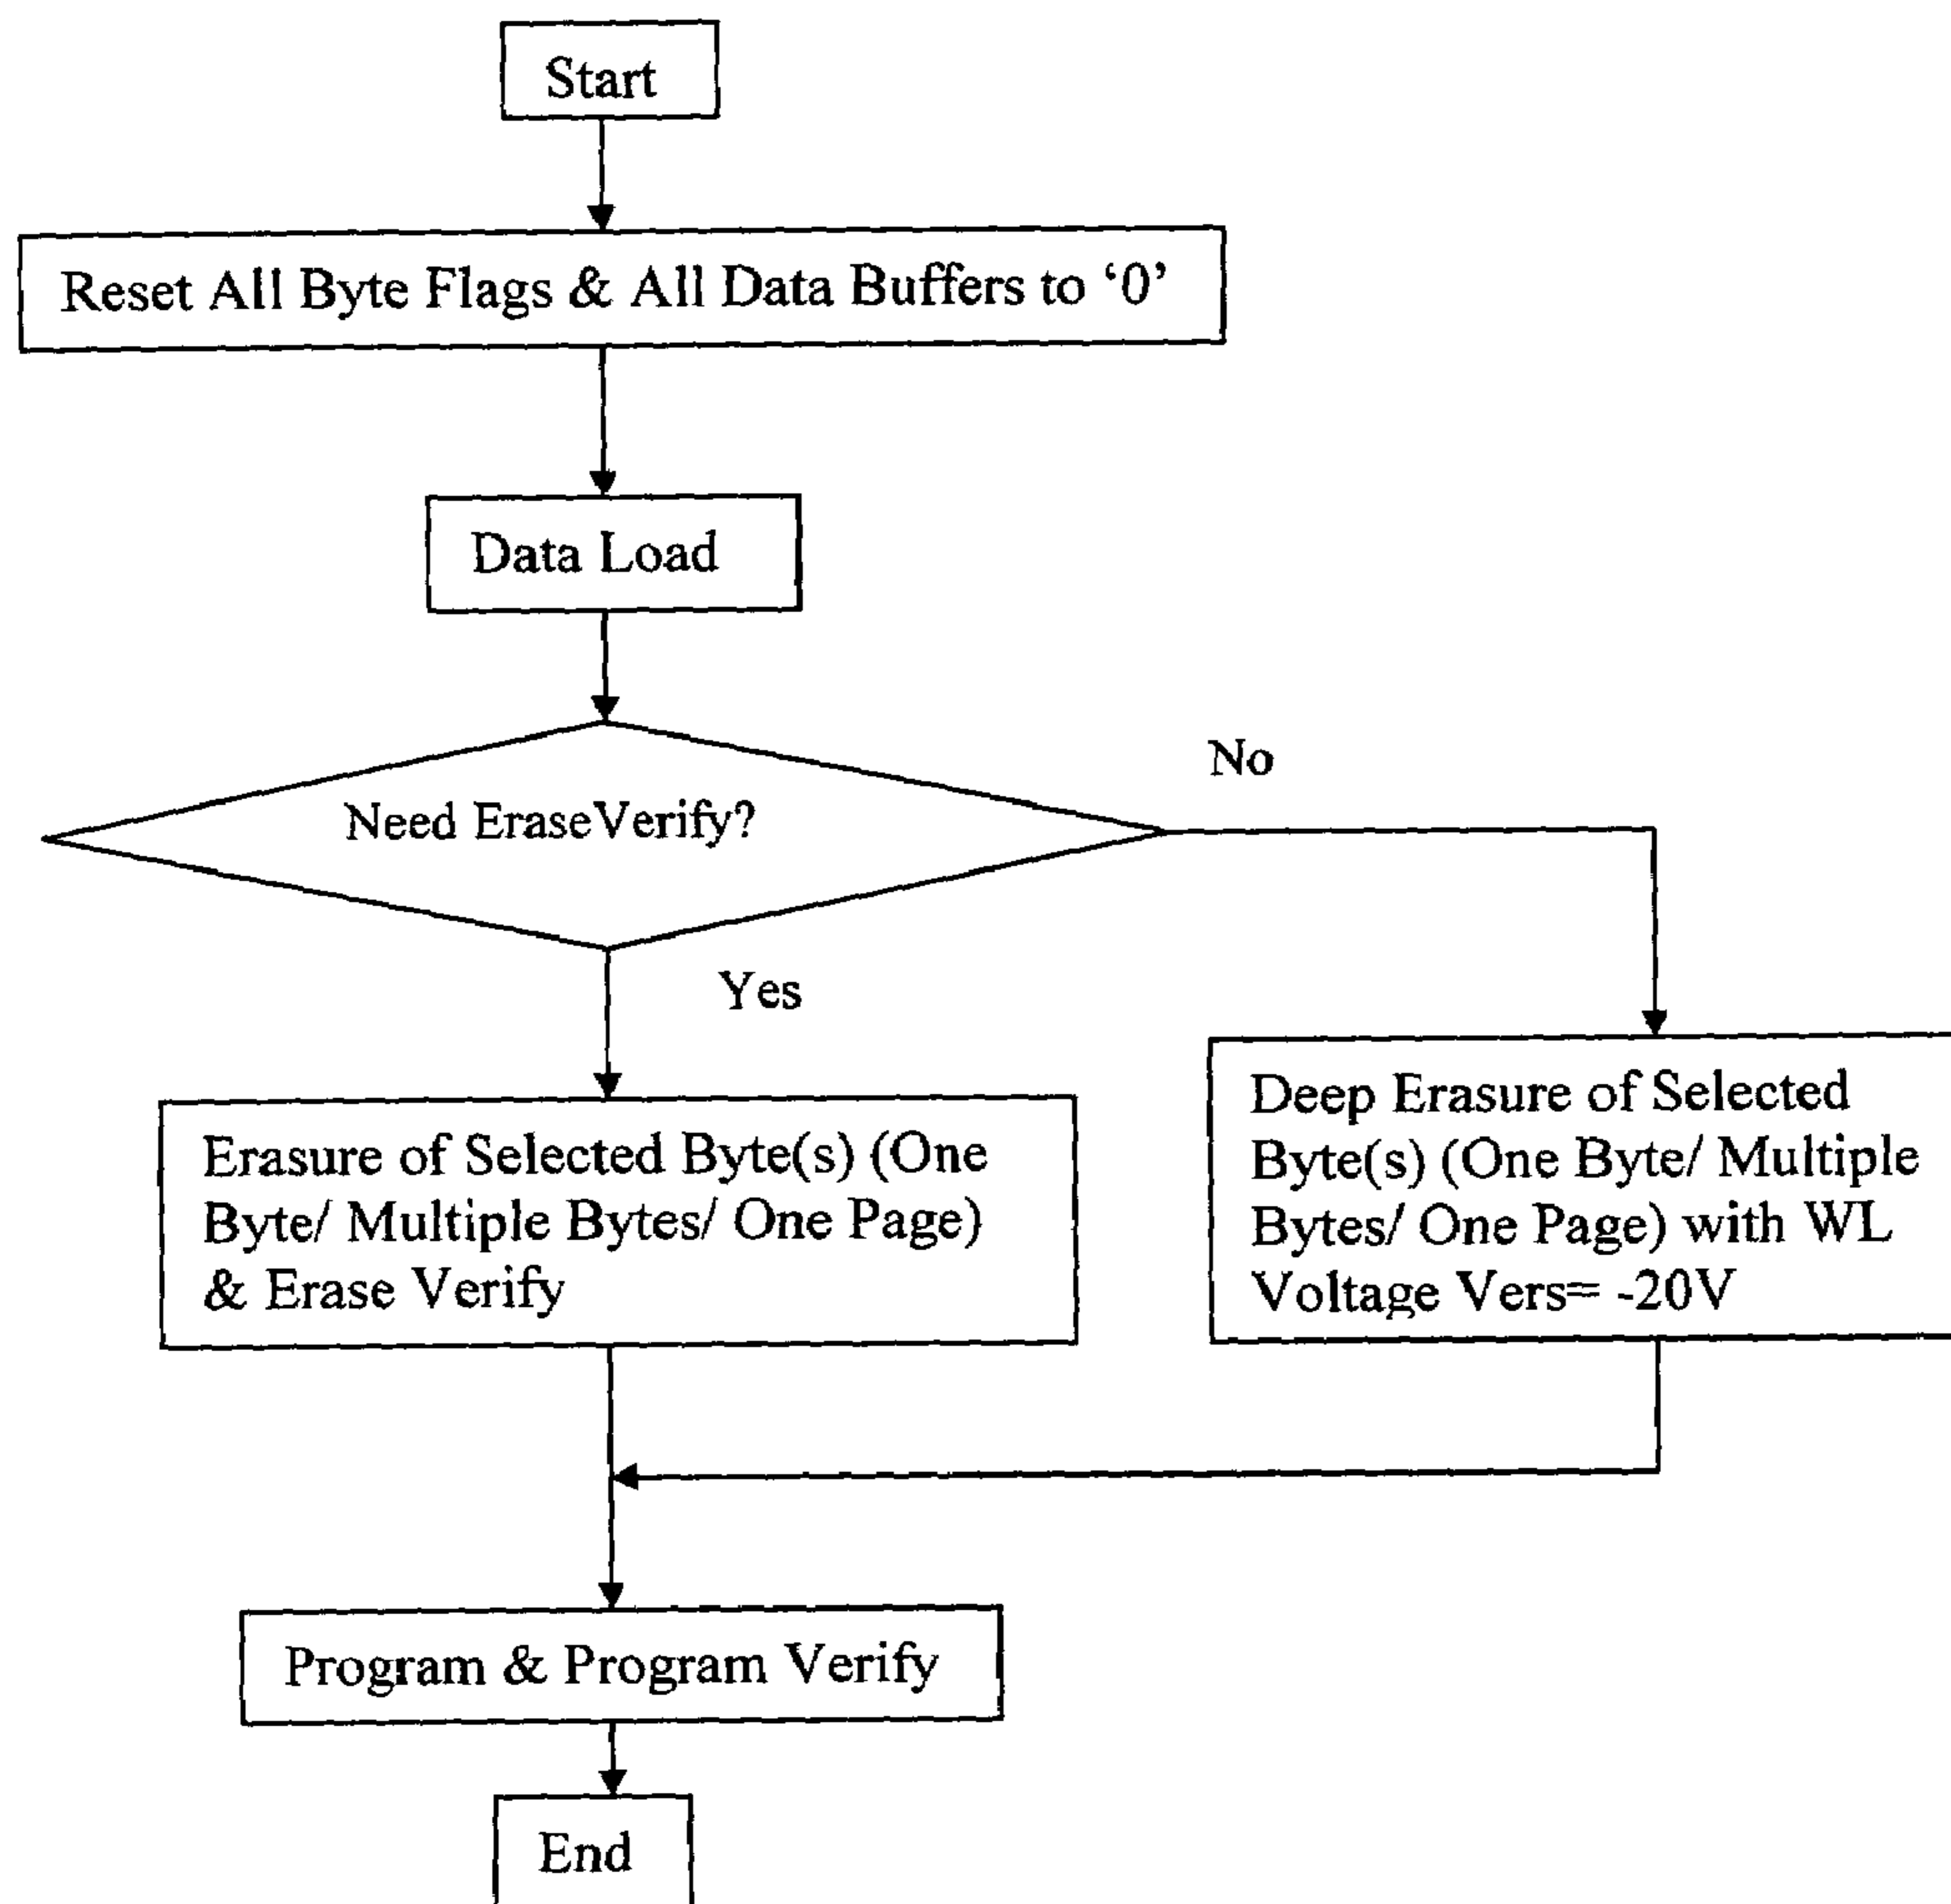 Start
Reset All Byte Flags & All Data Buffers to ‘0’
Data Load
Need EraseVerify?
No
Yes
Erasure of Selected Byte(s) (One
Byte/ Multiple Bytes/ One Page)
& Erase Verify
Deep Erasure of Selected
Byte(s) (One Byte/ Multiple
Bytes/ One Page) with WL
Voltage Vers= -20V
Program & Program Verify
End